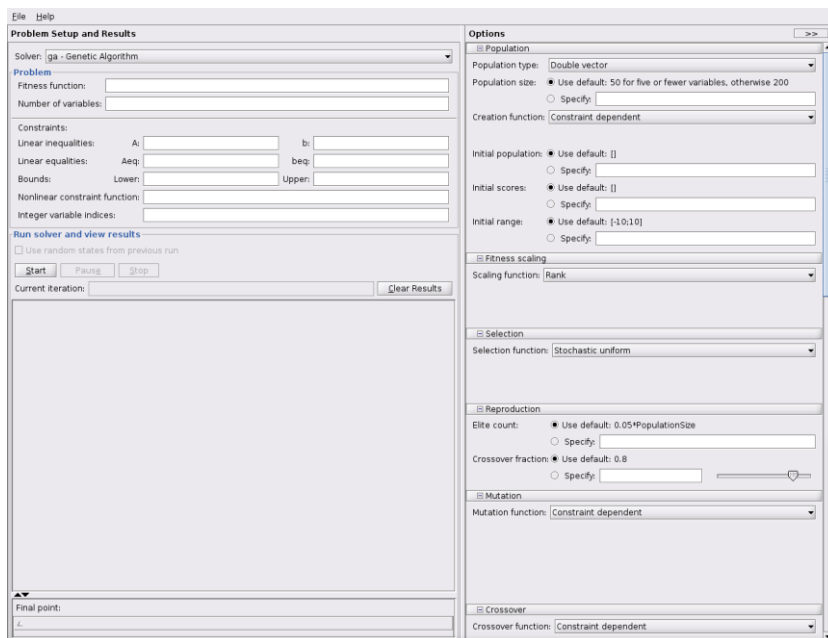 File Help
Problem Setup and Results
Solver: ga - Genetic Algorithm
Problem
Fitness function:
Number of variables:
Constraints:
Linear inequalities: A: b:
Linear equalities: Aeq: beq:
Bounds: Lower: Upper:
Nonlinear constraint function:
Integer variable indices:
Run solver and view results
Use random states from previous run
Start Pause Stop
Current iteration: Clear Results
Final point:
Options >>
Population
Population type: Double vector
Population size: Use default: 50 for five or fewer variables, otherwise 200
Specify:
Creation function: Constraint dependent
Initial population: Use default: []
Specify:
Initial scores: Use default: []
Specify:
Initial range: Use default: [-10;10]
Specify:
Fitness scaling
Scaling function: Rank
Selection
Selection function: Stochastic uniform
Reproduction
Elite count: Use default: 0.05*PopulationSize
Specify:
Crossover fraction: Use default: 0.8
Specify:
Mutation
Mutation function: Constraint dependent
Crossover
Crossover function: Constraint dependent